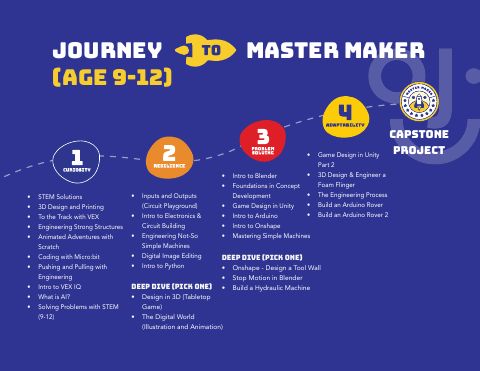 JOURNEY TO MASTER MAKER
(AGE 9-12)
1
CURIOSITY
STEM Solutions
3D Design and Printing
To the Track with VEX
Engineering Strong Structures
Animated Adventures with
Scratch
Coding with Micro:bit
Pushing and Pulling with
Engineering
Intro to VEX IQ
What is AI?
Solving Problems with STEM
(9-12)
2
RESILIENCE
Inputs and Outputs
(Circuit Playground)
Intro to Electronics &
Circuit Building
Engineering Not-So
Simple Machines
Digital Image Editing
Intro to Python
DEEP DIVE (PICK ONE)
Design in 3D (Tabletop
Game)
The Digital World
(Illustration and Animation)
3
PROBLEM
SOLVING
Intro to Blender
Foundations in Concept
Development
Game Design in Unity
Intro to Arduino
Intro to Onshape
Mastering Simple Machines
DEEP DIVE (PICK ONE)
Onshape - Design a Tool Wall
Stop Motion in Blender
Build a Hydraulic Machine
4
ADAPTABILITY
Game Design in Unity
Part 2
3D Design & Engineer a
Foam Flinger
The Engineering Process
Build an Arduino Rover
Build an Arduino Rover 2
MASTER MAKER
CAPSTONE
PROJECT